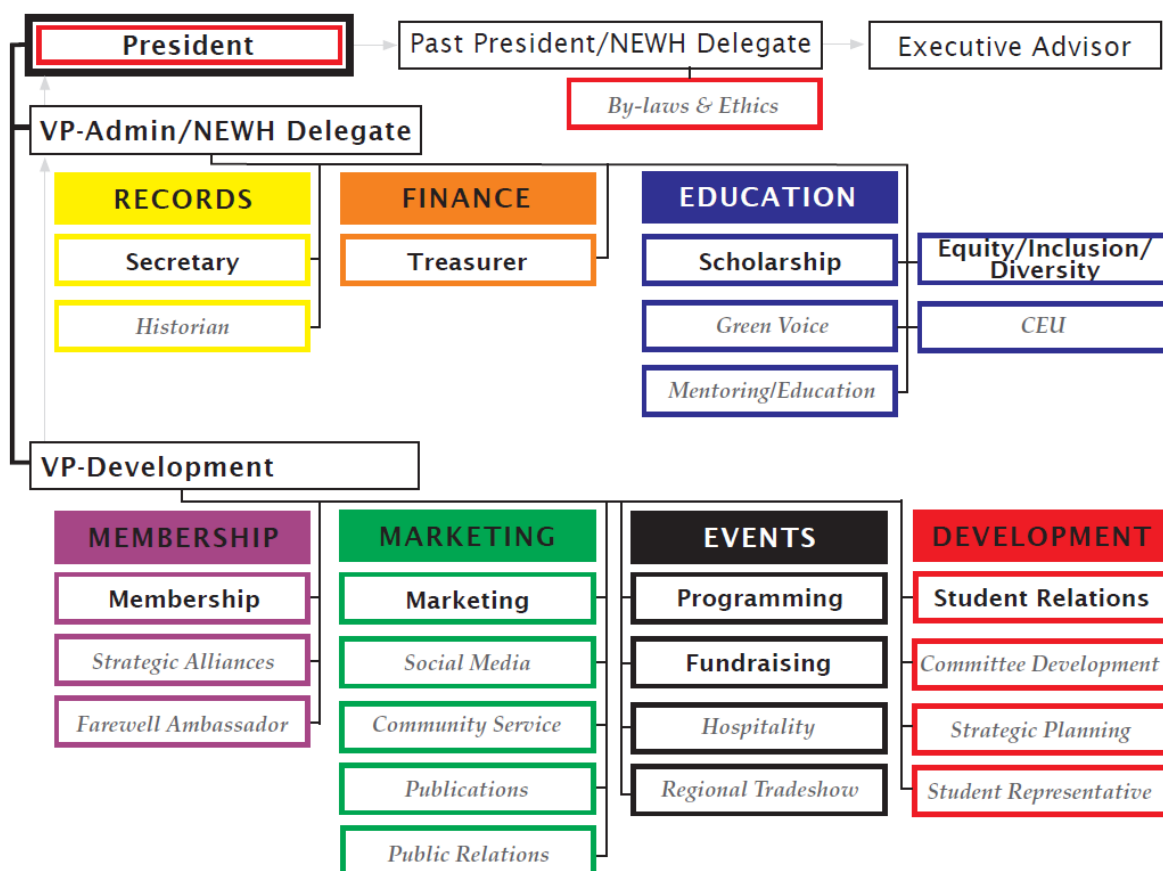 President
Past President/NEWH Delegate
Executive Advisor
By-laws & Ethics
VP-Admin/NEWH Delegate
RECORDS
FINANCE
EDUCATION
Secretary
Treasurer
Scholarship
Equity/Inclusion/
Diversity
Historian
Green Voice
CEU
Mentoring/Education
VP-Development
MEMBERSHIP
MARKETING
EVENTS
DEVELOPMENT
Membership
Marketing
Programming
Student Relations
Strategic Alliances
Social Media
Fundraising
Committee Development
Farewell Ambassador
Community Service
Hospitality
Strategic Planning
Publications
Regional Tradeshow
Student Representative
Public Relations